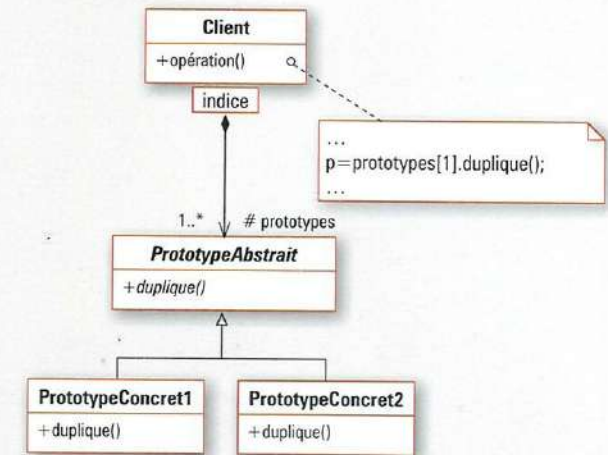 Client
+opération()
indice
...
p=prototypes[1].duplique();
...
1..* # prototypes
PrototypeAbstrait
+duplique()
PrototypeConcret1
+duplique()
PrototypeConcret2
+duplique()